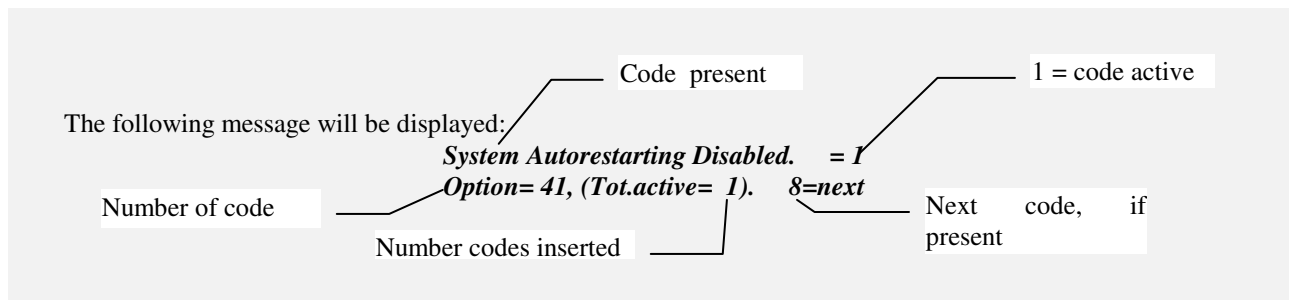 Code present
1 = code active
The following message will be displayed:
System Autorestarting Disabled. = 1
Option= 41, (Tot.active= 1). 8=next
Number of code
Next code, if
present
Number codes inserted